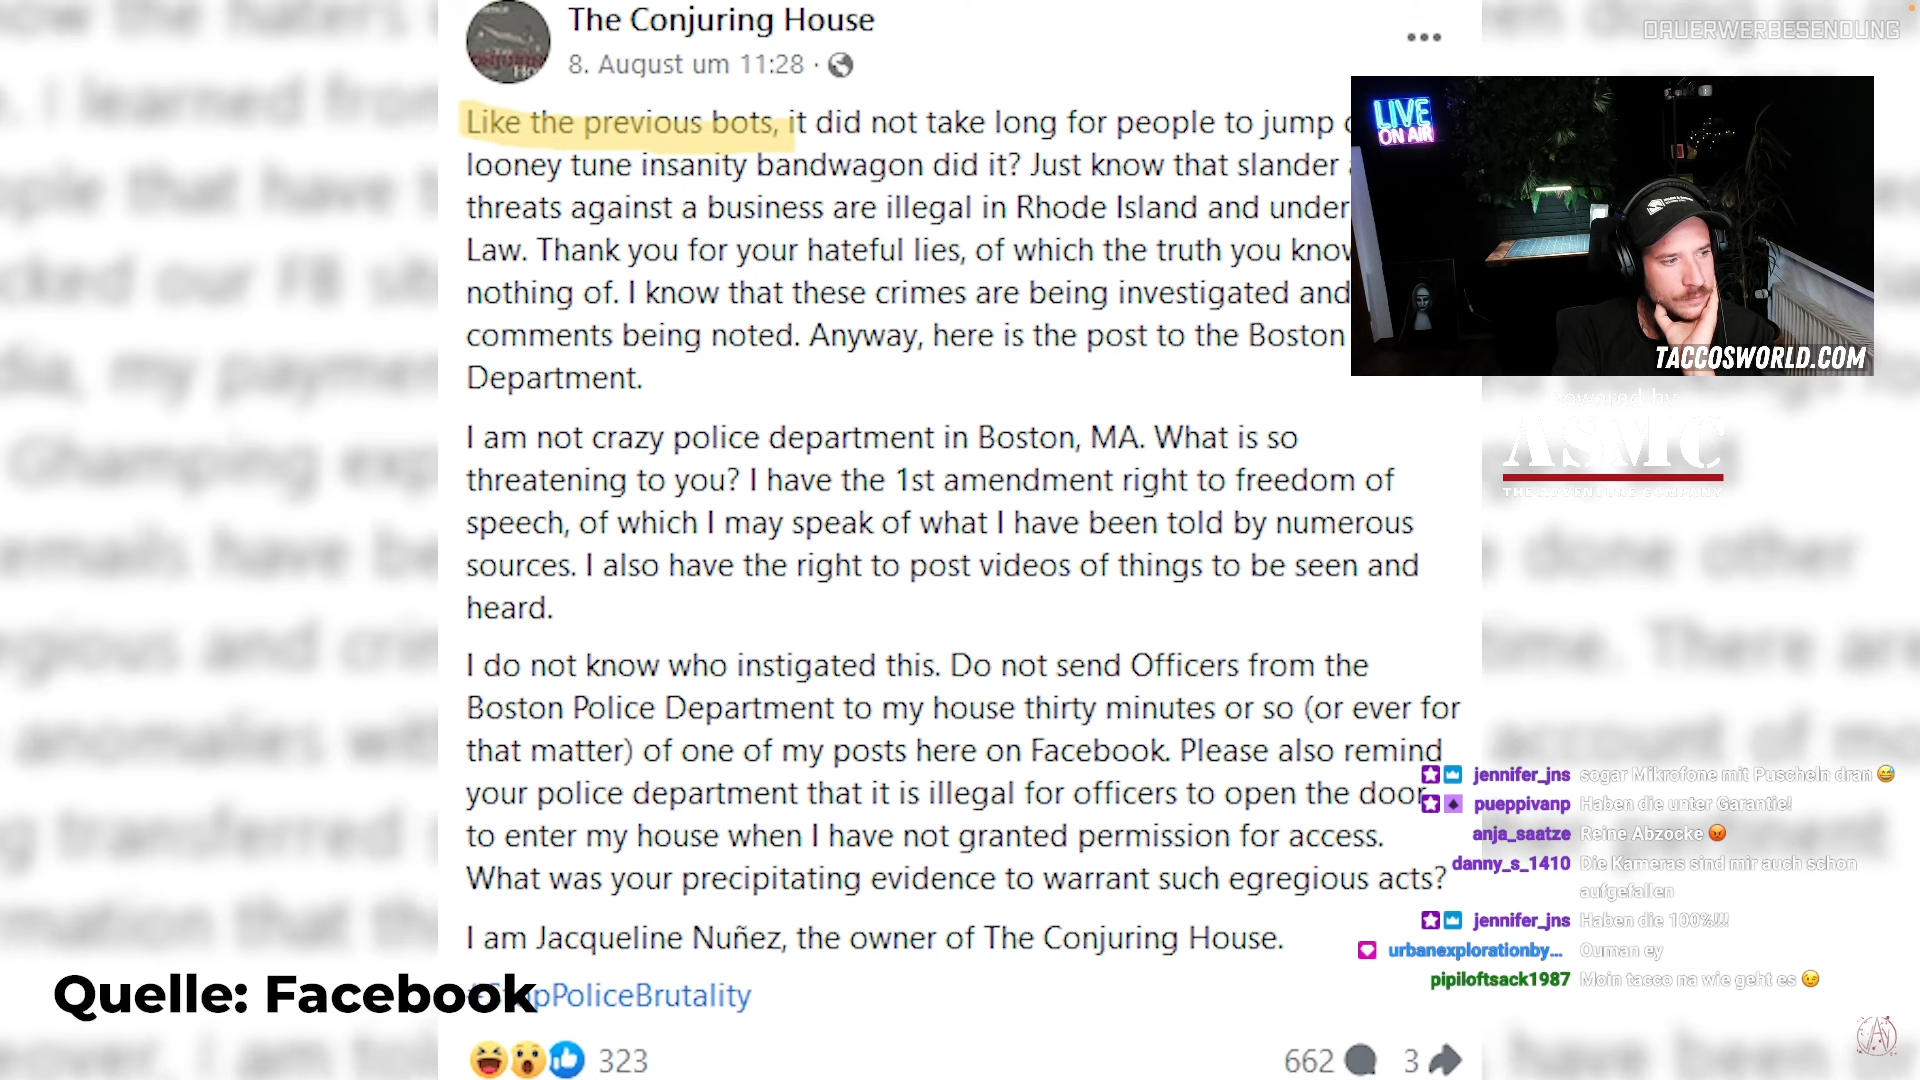 The Conjuring House
8. August um 11:28
DAUERWERBESENDUNG
Like the previous bots, it did not take long for people to jump
looney tune insanity bandwagon did it? Just know that slander
threats against a business are illegal in Rhode Island and under
Law. Thank you for your hateful lies, of which the truth you know
nothing of. I know that these crimes are being investigated and
comments being noted. Anyway, here is the post to the Boston
Department.
LIVE
ON AIR
TACCOSWORLD.COM
powered by
ASMC
THE ADVENTURE COMPANY
I am not crazy police department in Boston, MA. What is so
threatening to you? I have the 1st amendment right to freedom of
speech, of which I may speak of what I have been told by numerous
sources. I also have the right to post videos of things to be seen and
heard.
I do not know who instigated this. Do not send Officers from the
Boston Police Department to my house thirty minutes or so (or ever for
that matter) of one of my posts here on Facebook. Please also remind
your police department that it is illegal for officers to open the door
to enter my house when I have not granted permission for access.
What was your precipitating evidence to warrant such egregious acts?
I am Jacqueline Nuñez, the owner of The Conjuring House.
#StopPoliceBrutality
Quelle: Facebook
323
662 3
jennifer_jns sogar Mikrofone mit Puscheln dran 😅
pueppivanp Haben die unter Garantie!
anja_saatze Reine Abzocke 😡
danny_s_1410 Die Kameras sind mir auch schon
aufgefallen
jennifer_jns Haben die 100%!!!
urbanexplorationby... Ouman ey
pipiloftsack1987 Moin tacco na wie geht es 😉